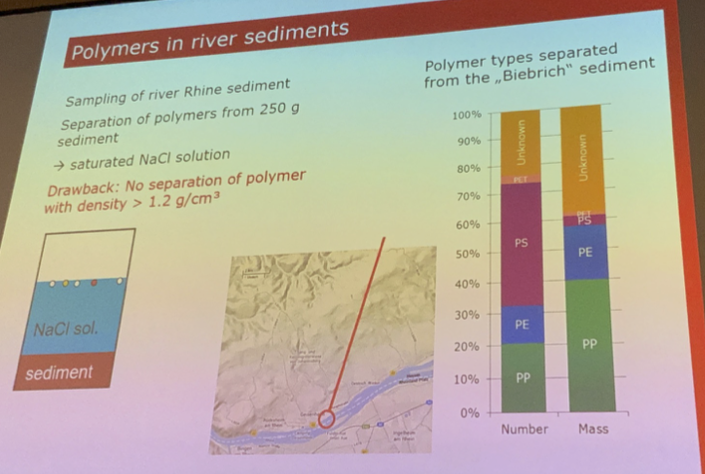 Polymers in river sediments
Sampling of river Rhine sediment
Separation of polymers from 250 g
sediment
→ saturated NaCl solution
Drawback: No separation of polymer
with density > 1.2 g/cm³
NaCl sol.
sediment
Polymer types separated
from the „Biebrich“ sediment
100%
90%
80%
70%
60%
50%
40%
30%
20%
10%
0%
Unknown
PET
PS
PE
PP
Unknown
PET
PS
PE
PP
Number
Mass